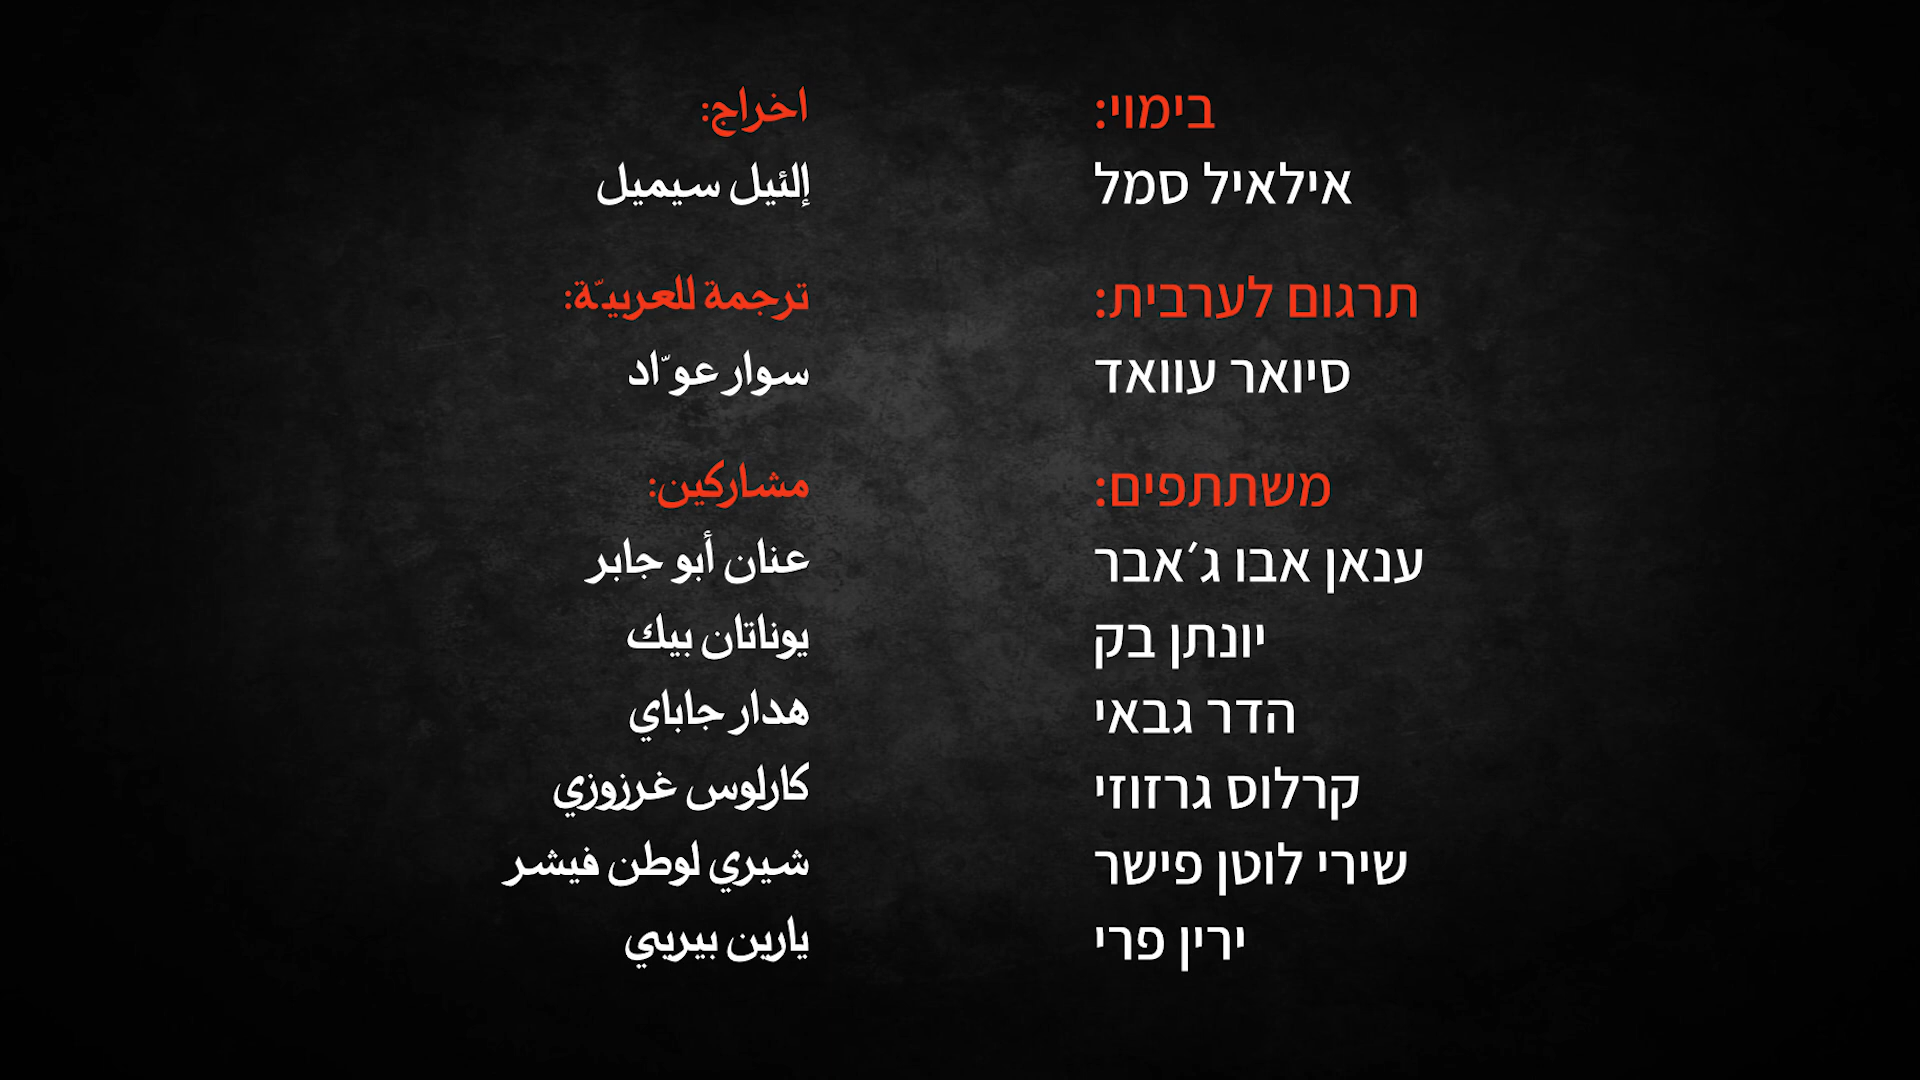 בימוי:
אילאיל סמל
תרגום לערבית:
סיואר עוואד
משתתפים:
ענאן אבו ג׳אבר
יונתן בק
הדר גבאי
קרלוס גרזוזי
שירי לוטן פישר
ירין פרי
اخراج:
إلئيل سيميل
ترجمة للعربيّة:
سوار عوّاد
مشاركين:
عنان أبو جابر
يوناتان بيك
هدار جاباي
كارلوس غرزوزي
شيري لوطن فيشر
يارين بيريي